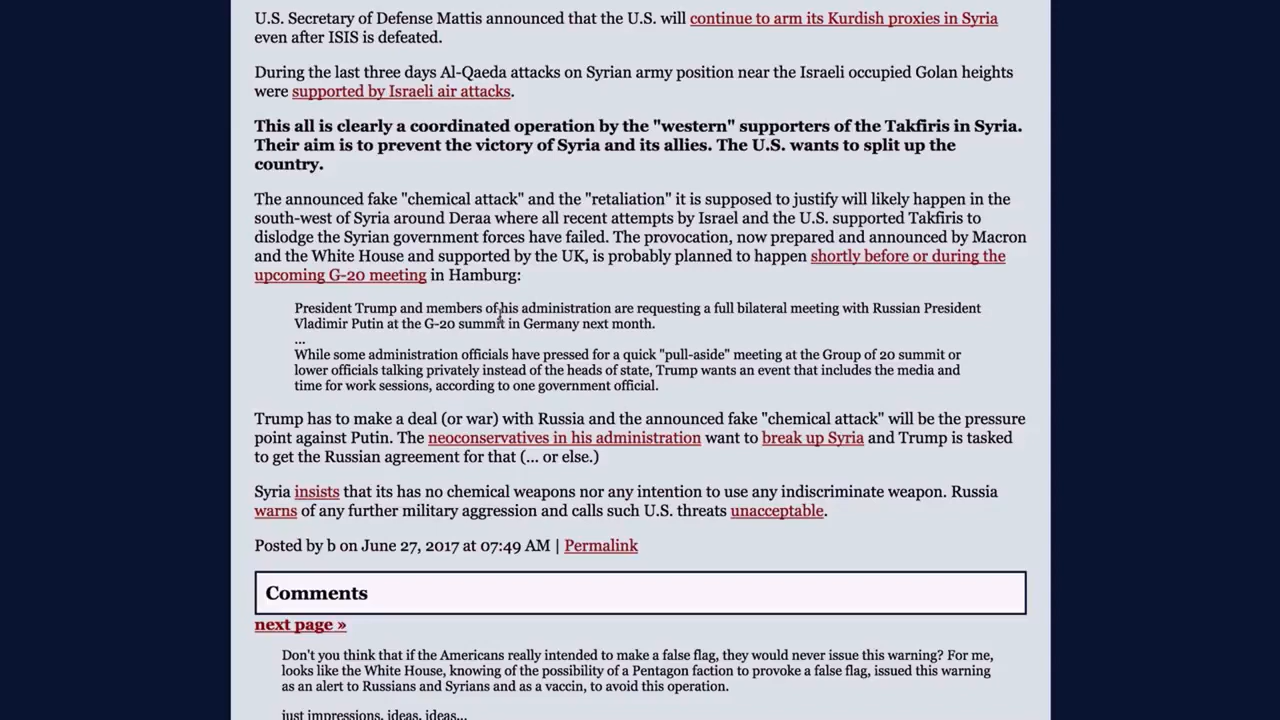 U.S. Secretary of Defense Mattis announced that the U.S. will continue to arm its Kurdish proxies in Syria
even after ISIS is defeated.
During the last three days Al-Qaeda attacks on Syrian army position near the Israeli occupied Golan heights
were supported by Israeli air attacks.
This all is clearly a coordinated operation by the "western" supporters of the Takfiris in Syria.
Their aim is to prevent the victory of Syria and its allies. The U.S. wants to split up the
country.
The announced fake "chemical attack" and the "retaliation" it is supposed to justify will likely happen in the
south-west of Syria around Deraa where all recent attempts by Israel and the U.S. supported Takfiris to
dislodge the Syrian government forces have failed. The provocation, now prepared and announced by Macron
and the White House and supported by the UK, is probably planned to happen shortly before or during the
upcoming G-20 meeting in Hamburg:
President Trump and members of his administration are requesting a full bilateral meeting with Russian President
Vladimir Putin at the G-20 summit in Germany next month.
...
While some administration officials have pressed for a quick "pull-aside" meeting at the Group of 20 summit or
lower officials talking privately instead of the heads of state, Trump wants an event that includes the media and
time for work sessions, according to one government official.
Trump has to make a deal (or war) with Russia and the announced fake "chemical attack" will be the pressure
point against Putin. The neoconservatives in his administration want to break up Syria and Trump is tasked
to get the Russian agreement for that (... or else.)
Syria insists that its has no chemical weapons nor any intention to use any indiscriminate weapon. Russia
warns of any further military aggression and calls such U.S. threats unacceptable.
Posted by b on June 27, 2017 at 07:49 AM | Permalink
Comments
next page »
Don't you think that if the Americans really intended to make a false flag, they would never issue this warning? For me,
looks like the White House, knowing of the possibility of a Pentagon faction to provoke a false flag, issued this warning
as an alert to Russians and Syrians and as a vaccin, to avoid this operation.
just impressions, ideas, ideas...